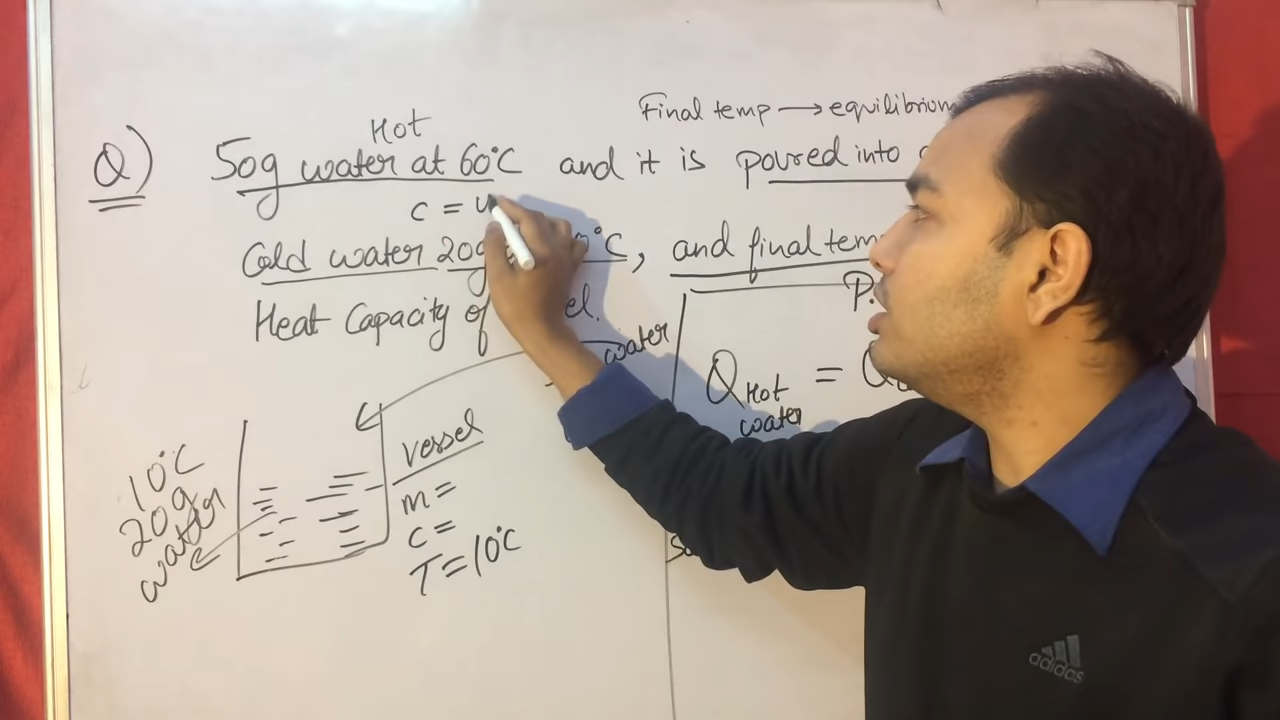 Final temp → equilibrium
Hot
Q) 50g water at 60°C and it is poured into
c =
Cold water 20g °C, and final tem
Heat Capacity of el.
water
P.
Q Hot water = Q
10°C
20g
water
vessel
m =
c =
T = 10°C
adidas